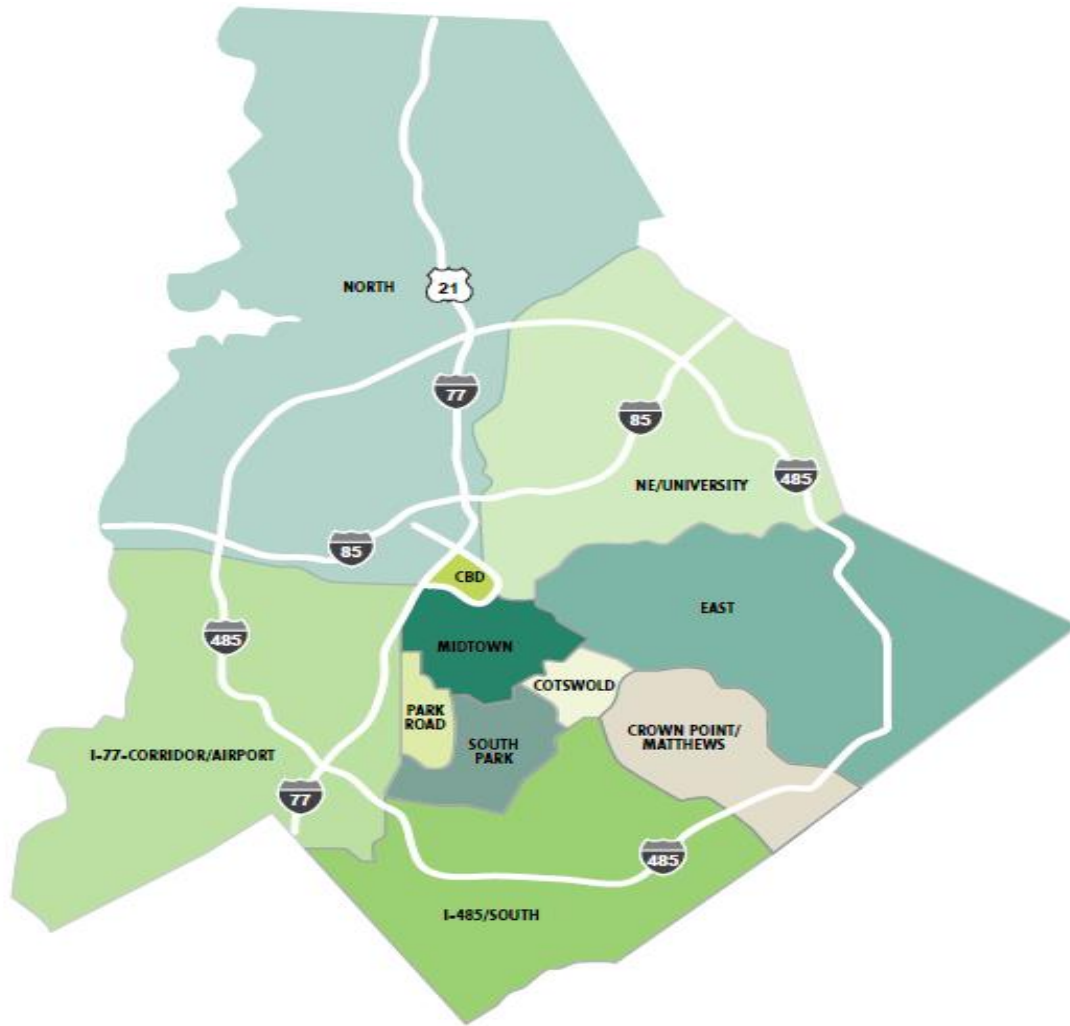 NORTH
21
77
85
NE/UNIVERSITY
485
85
CBD
EAST
485
MIDTOWN
COTSWOLD
PARK
ROAD
CROWN POINT/
MATTHEWS
SOUTH
PARK
I-77-CORRIDOR/AIRPORT
77
485
I-485/SOUTH